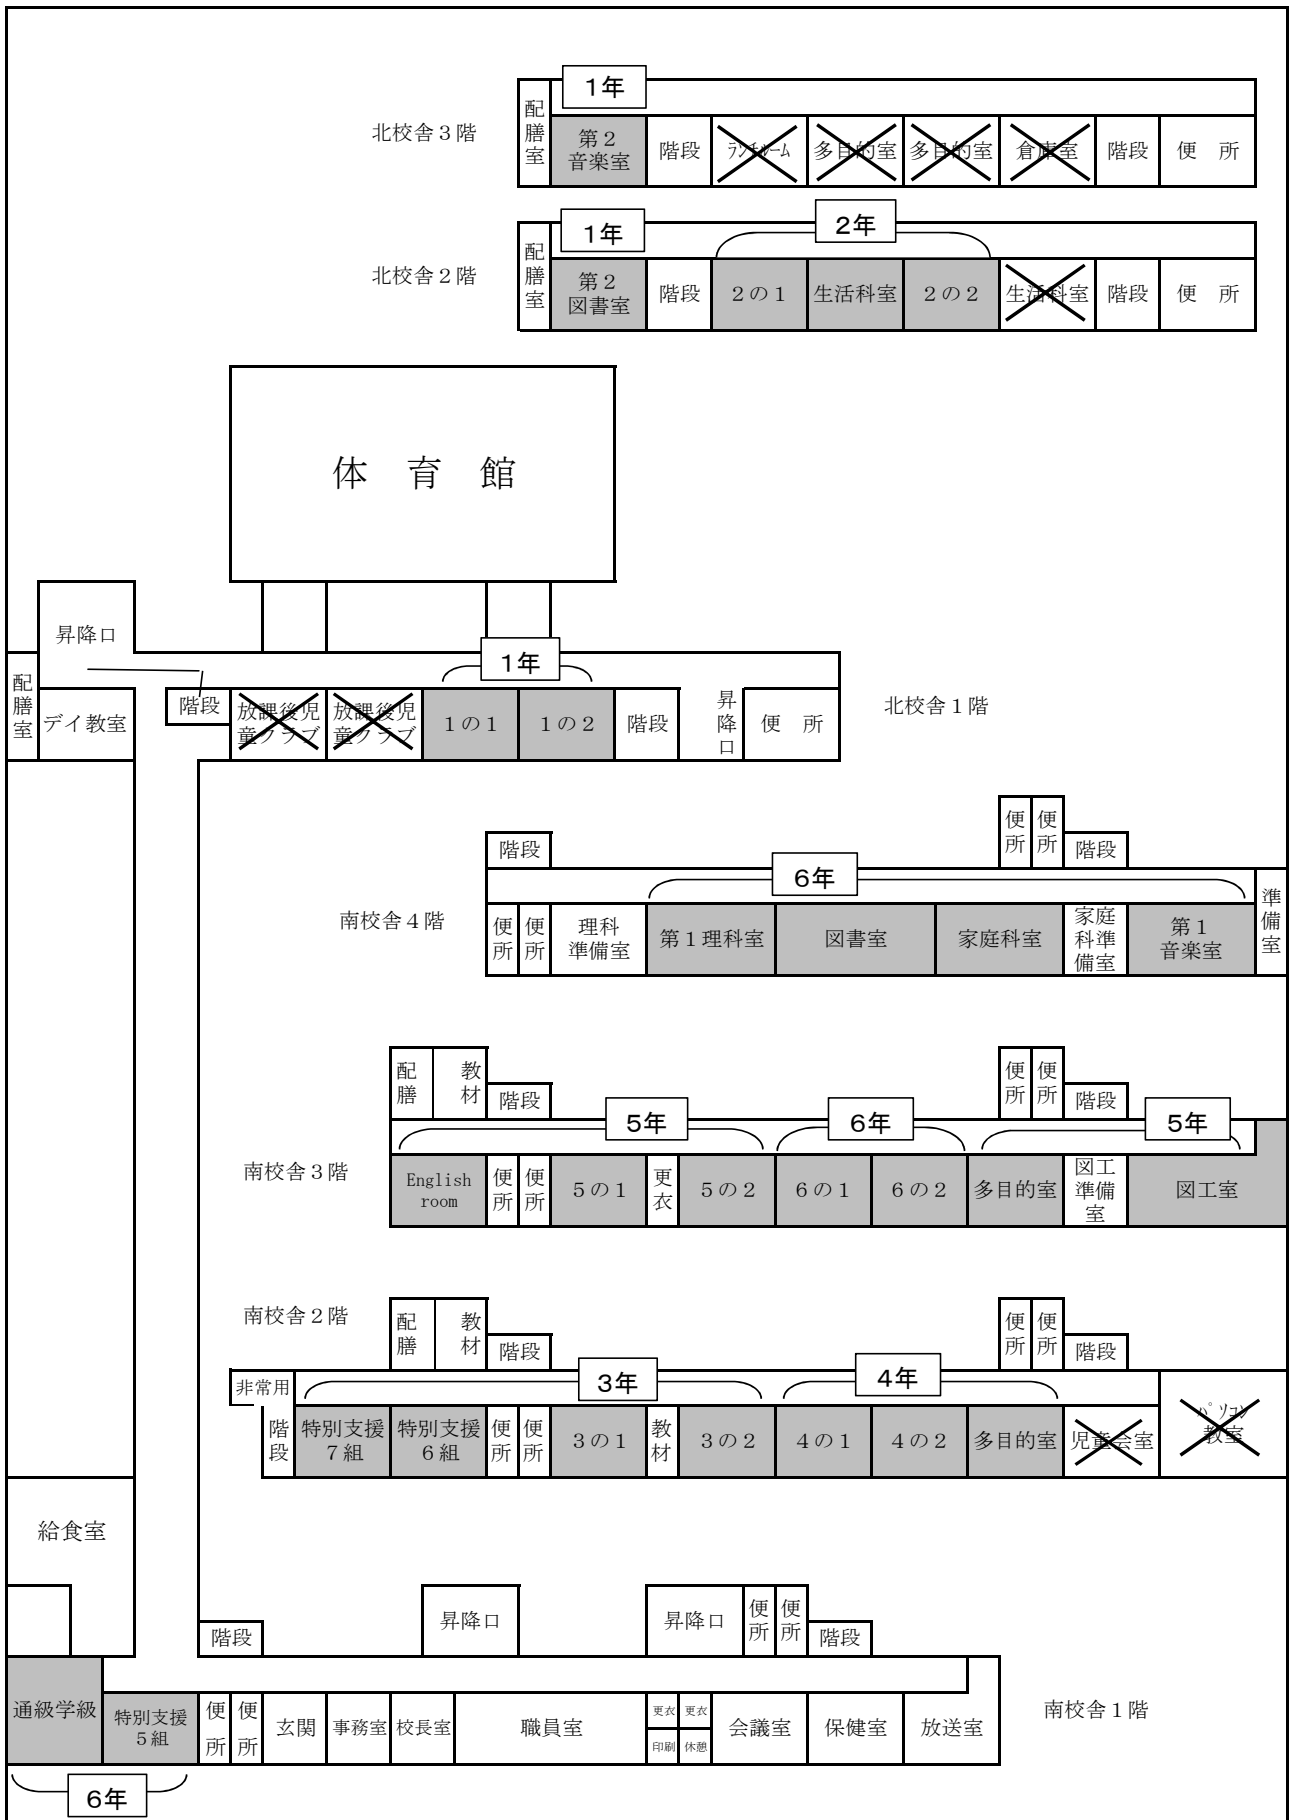 1年
北校舎3階
配膳室
第2
音楽室
階段
ランチルーム
多目的室
多目的室
倉庫室
階段
便 所
1年
2年
北校舎2階
配膳室
第2
図書室
階段
2の1
生活科室
2の2
生活科室
階段
便 所
体 育 館
昇降口
1年
配膳室
デイ教室
階段
放課後児
童クラブ
放課後児
童クラブ
1の1
1の2
階段
昇降口
便 所
北校舎1階
便所
便所
階段
階段
6年
南校舎4階
便所
便所
理科
準備室
第1理科室
図書室
家庭科室
家庭
科準
備室
第1
音楽室
準備室
配膳
教材
階段
便所
便所
階段
5年
6年
5年
南校舎3階
English
room
便所
便所
5の1
更衣
5の2
6の1
6の2
多目的室
図工
準備
室
図工室
南校舎2階
配膳
教材
階段
便所
便所
階段
3年
4年
非常用
階段
特別支援
7組
特別支援
6組
便所
便所
3の1
教材
3の2
4の1
4の2
多目的室
児童会室
パソコン
教室
給食室
階段
昇降口
昇降口
便所
便所
階段
通級学級
特別支援
5組
便所
便所
玄関
事務室
校長室
職員室
更衣
更衣
印刷
休憩
会議室
保健室
放送室
南校舎1階
6年